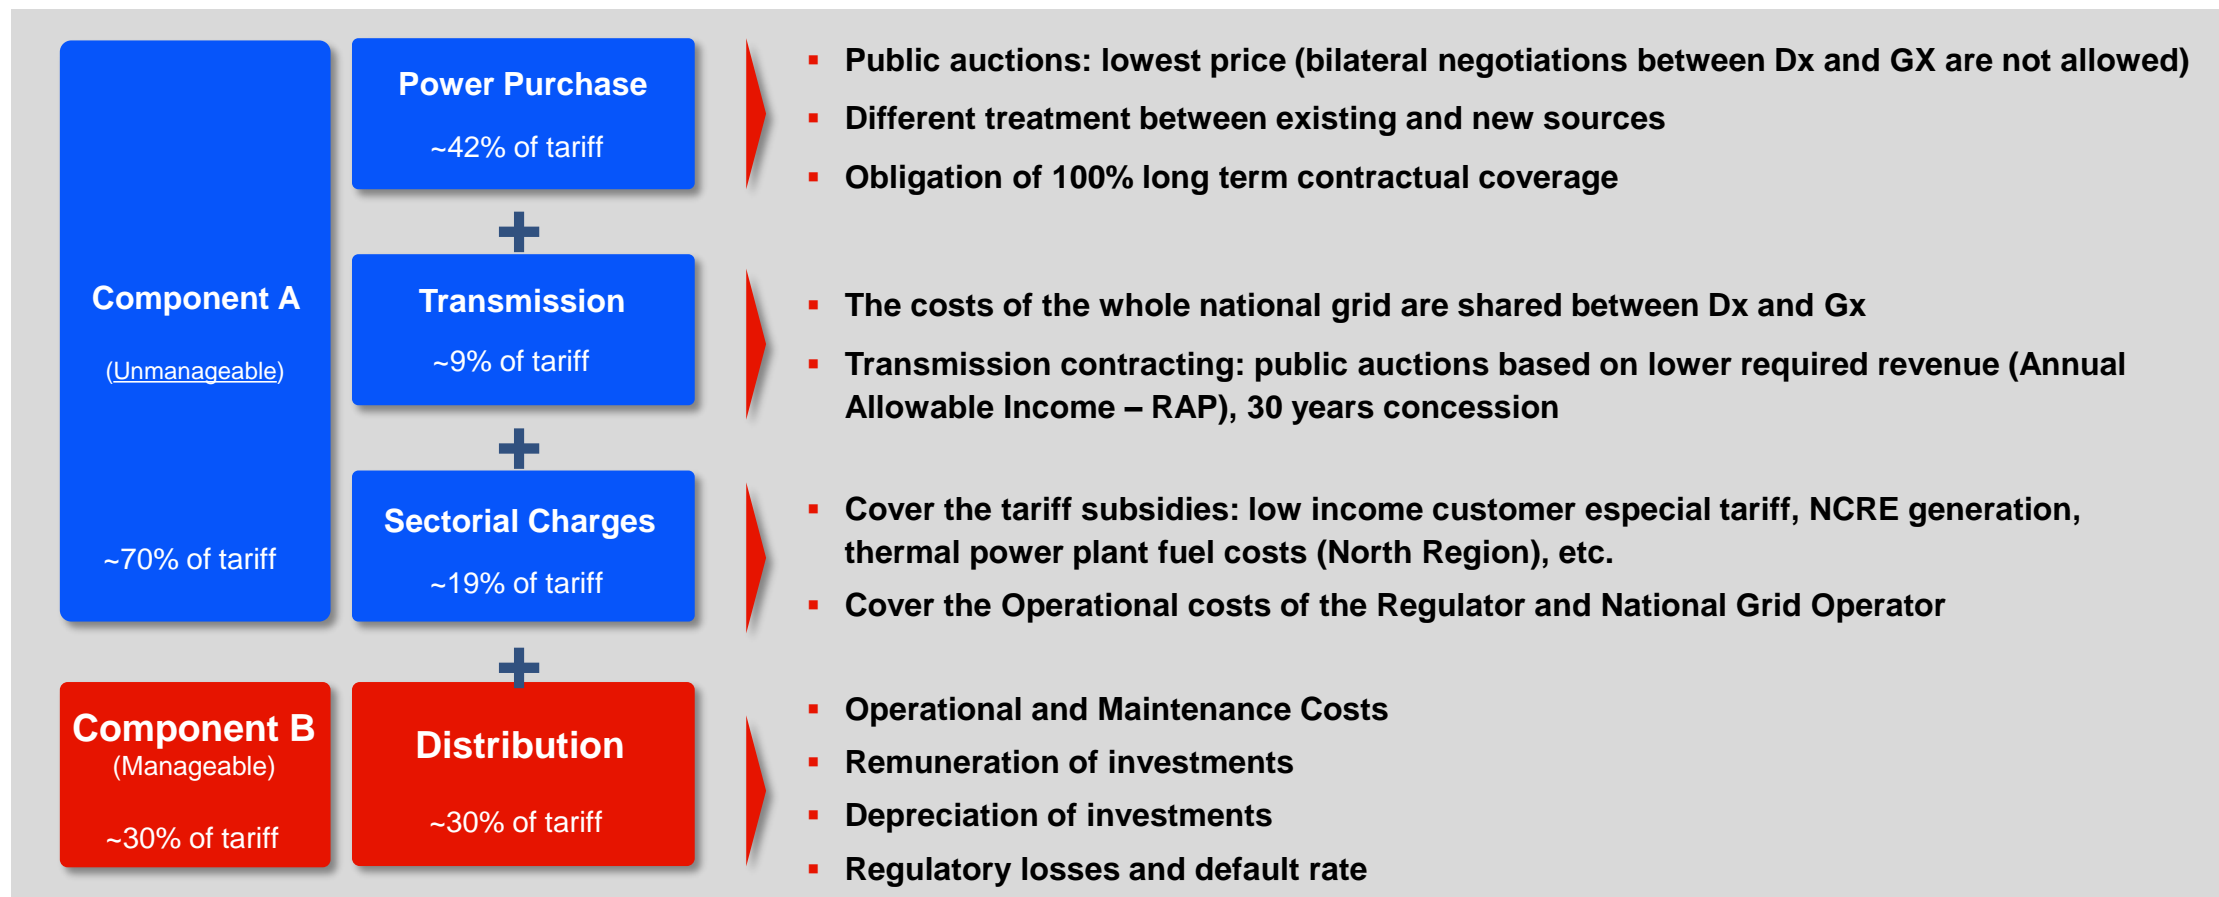 Component A
(Unmanageable)
~70% of tariff
Power Purchase
~42% of tariff
▪ Public auctions: lowest price (bilateral negotiations between Dx and GX are not allowed)
▪ Different treatment between existing and new sources
▪ Obligation of 100% long term contractual coverage
+
Transmission
~9% of tariff
▪ The costs of the whole national grid are shared between Dx and Gx
▪ Transmission contracting: public auctions based on lower required revenue (Annual
Allowable Income – RAP), 30 years concession
+
Sectorial Charges
~19% of tariff
▪ Cover the tariff subsidies: low income customer especial tariff, NCRE generation,
thermal power plant fuel costs (North Region), etc.
▪ Cover the Operational costs of the Regulator and National Grid Operator
+
Component B
(Manageable)
~30% of tariff
Distribution
~30% of tariff
▪ Operational and Maintenance Costs
▪ Remuneration of investments
▪ Depreciation of investments
▪ Regulatory losses and default rate